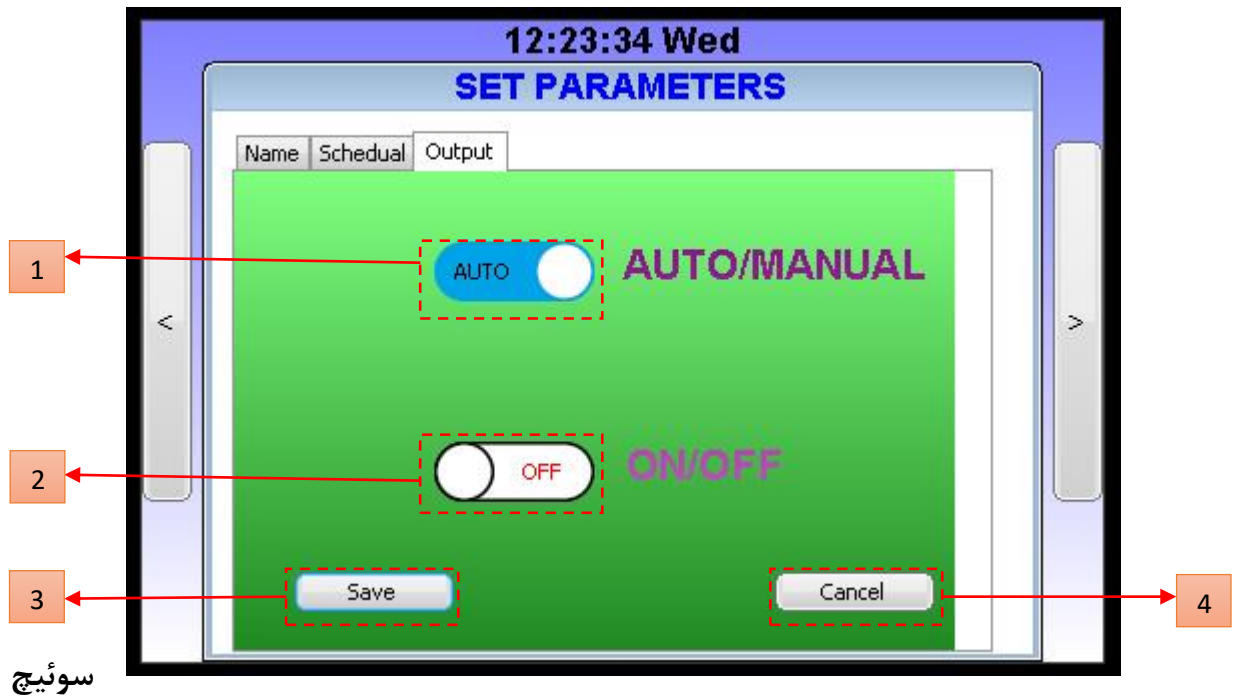 12:23:34 Wed
SET PARAMETERS
Name Schedual Output
1 AUTO AUTO/MANUAL
< >
2 OFF ON/OFF
3 Save Cancel 4
سوئیچ